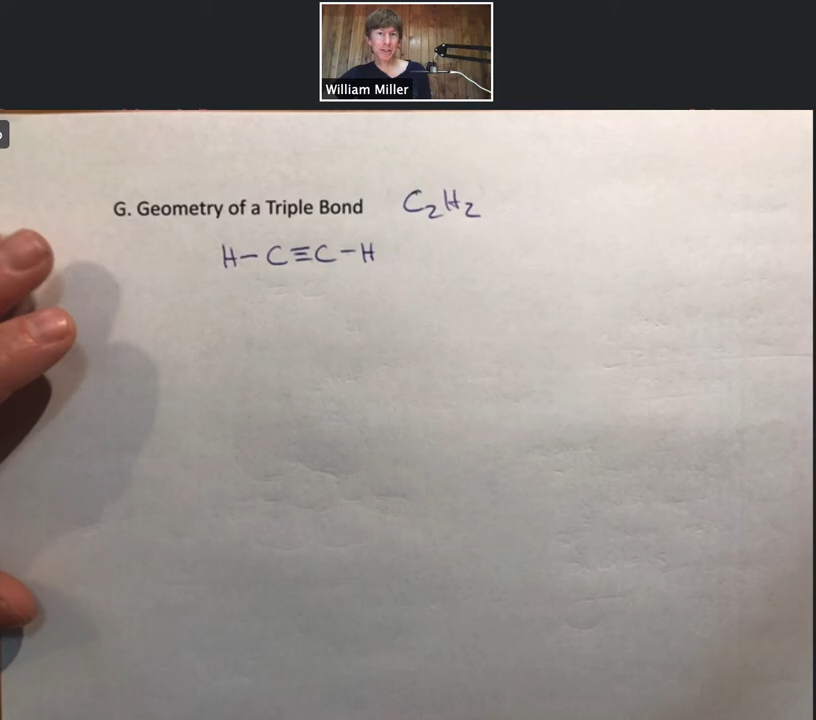 William Miller
G. Geometry of a Triple Bond C₂H₂
H−C≡C−H